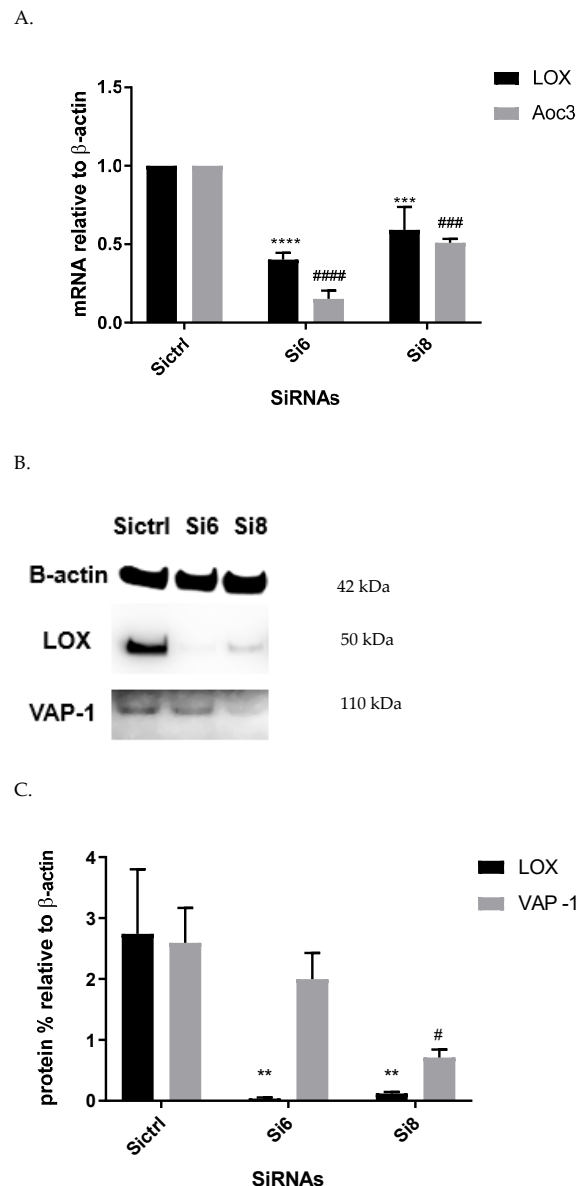 A.
LOX
Aoc3
mRNA relative to β-actin
1.5
1.0
0.5
0.0
****
####
***
###
Sictrl
Si6
Si8
SiRNAs
B.
Sictrl Si6 Si8
B-actin
42 kDa
LOX
50 kDa
VAP-1
110 kDa
C.
LOX
VAP -1
protein % relative to β-actin
4
3
2
1
0
**
**
#
Sictrl
Si6
Si8
SiRNAs